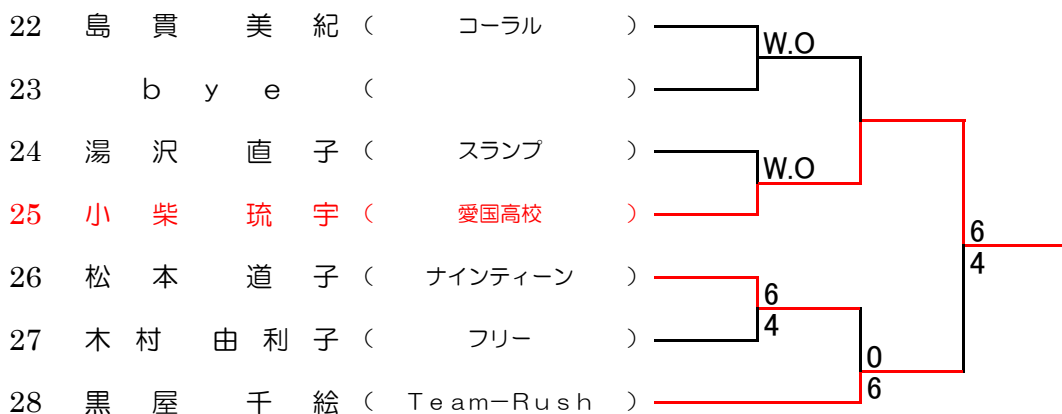 22 島 貫 美 紀 ( コーラル )
W.O
23 b y e ( )
24 湯 沢 直 子 ( スランプ )
W.O
25 小 柴 琉 宇 ( 愛国高校 )
6
4
26 松 本 道 子 ( ナインティーン )
6
4
27 木 村 由 利 子 ( フリー )
0
6
28 黒 屋 千 絵 ( Team-Rush )